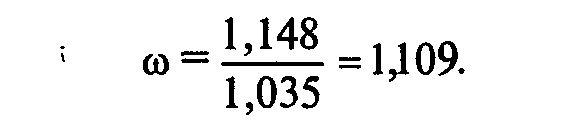 i ω = 1,148 / 1,035 = 1,109.